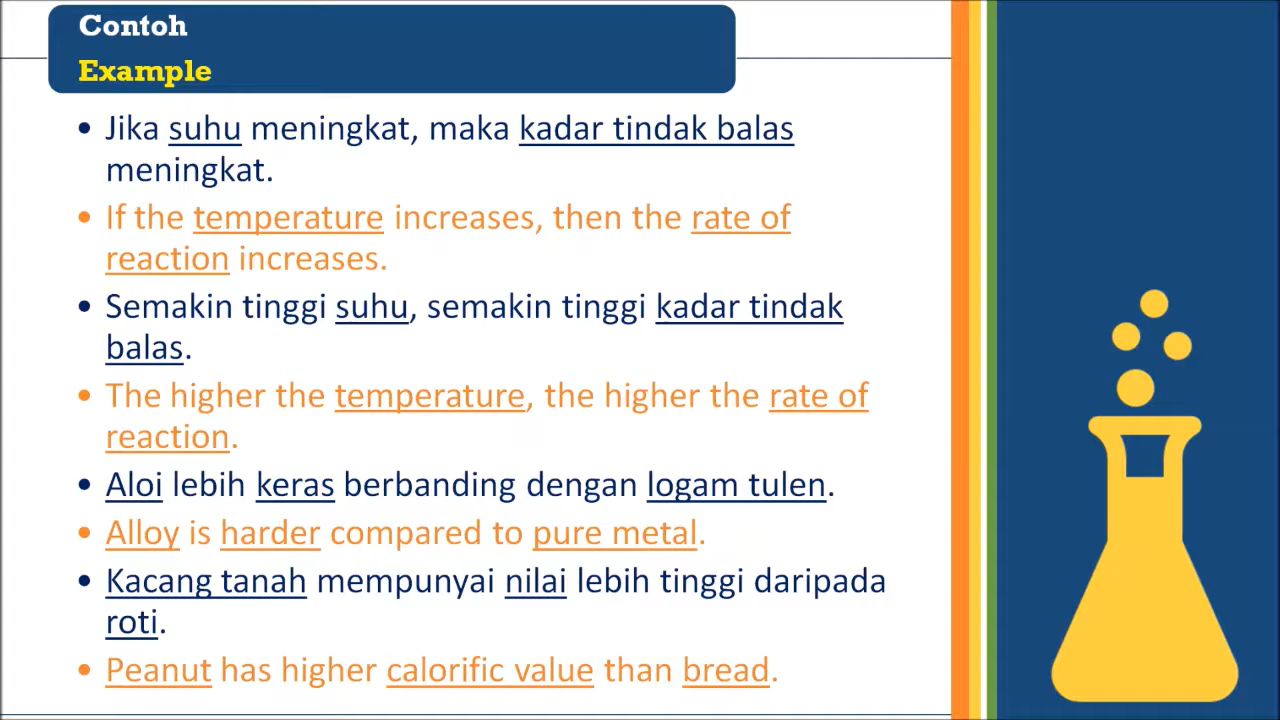 Contoh
Example
• Jika suhu meningkat, maka kadar tindak balas
meningkat.
• If the temperature increases, then the rate of
reaction increases.
• Semakin tinggi suhu, semakin tinggi kadar tindak
balas.
• The higher the temperature, the higher the rate of
reaction.
• Aloi lebih keras berbanding dengan logam tulen.
• Alloy is harder compared to pure metal.
• Kacang tanah mempunyai nilai lebih tinggi daripada
roti.
• Peanut has higher calorific value than bread.